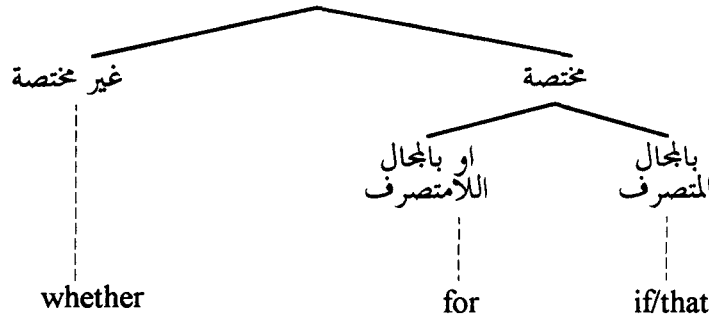 مختصة
غير مختصة
بالمجال
المتصرف
او بالمجال
اللامتصرف
if/that
for
whether